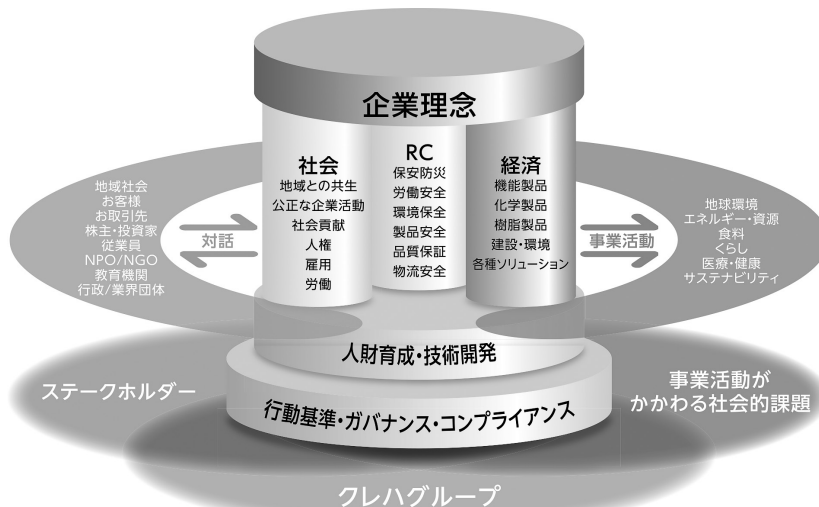 企業理念
社会
地域との共生
公正な企業活動
社会貢献
人権
雇用
労働
RC
保安防災
労働安全
環境保全
製品安全
品質保証
物流安全
経済
機能製品
化学製品
樹脂製品
建設・環境
各種ソリューション
地域社会
お客様
お取引先
株主・投資家
従業員
NPO/NGO
教育機関
行政/業界団体
対話
事業活動
地球環境
エネルギー・資源
食料
くらし
医療・健康
サステナビリティ
人財育成・技術開発
行動基準・ガバナンス・コンプライアンス
ステークホルダー
事業活動が
かかわる社会的課題
クレハグループ